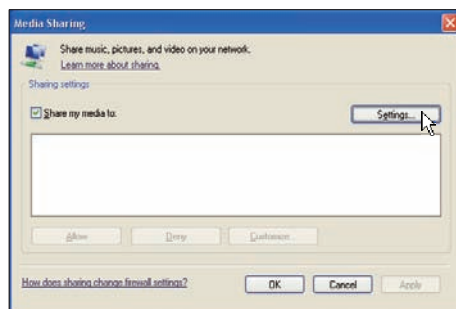 Media Sharing
Share music, pictures, and video on your network.
Learn more about sharing.
Sharing settings
Share my media to:
Settings...
Allow
Deny
Customize...
How does sharing change firewall settings?
OK
Cancel
Apply